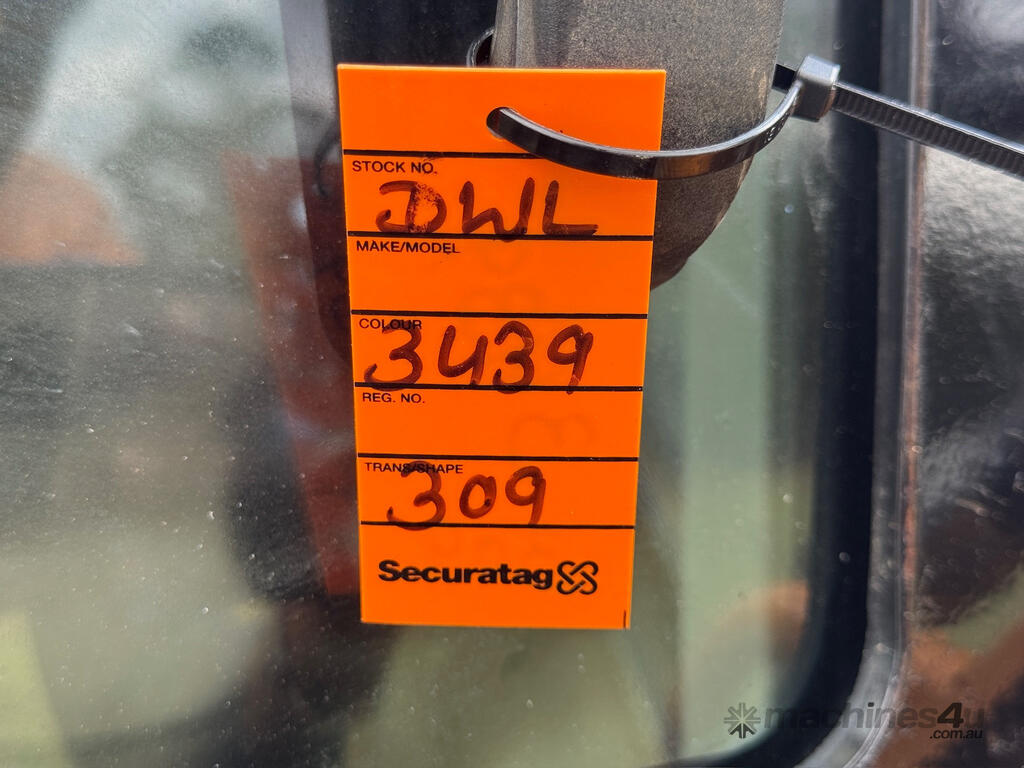 STOCK NO.
DWL
MAKE/MODEL
COLOUR
3439
REG. NO.
TRANS/SHAPE
309
Securatag
machines4u
.com.au